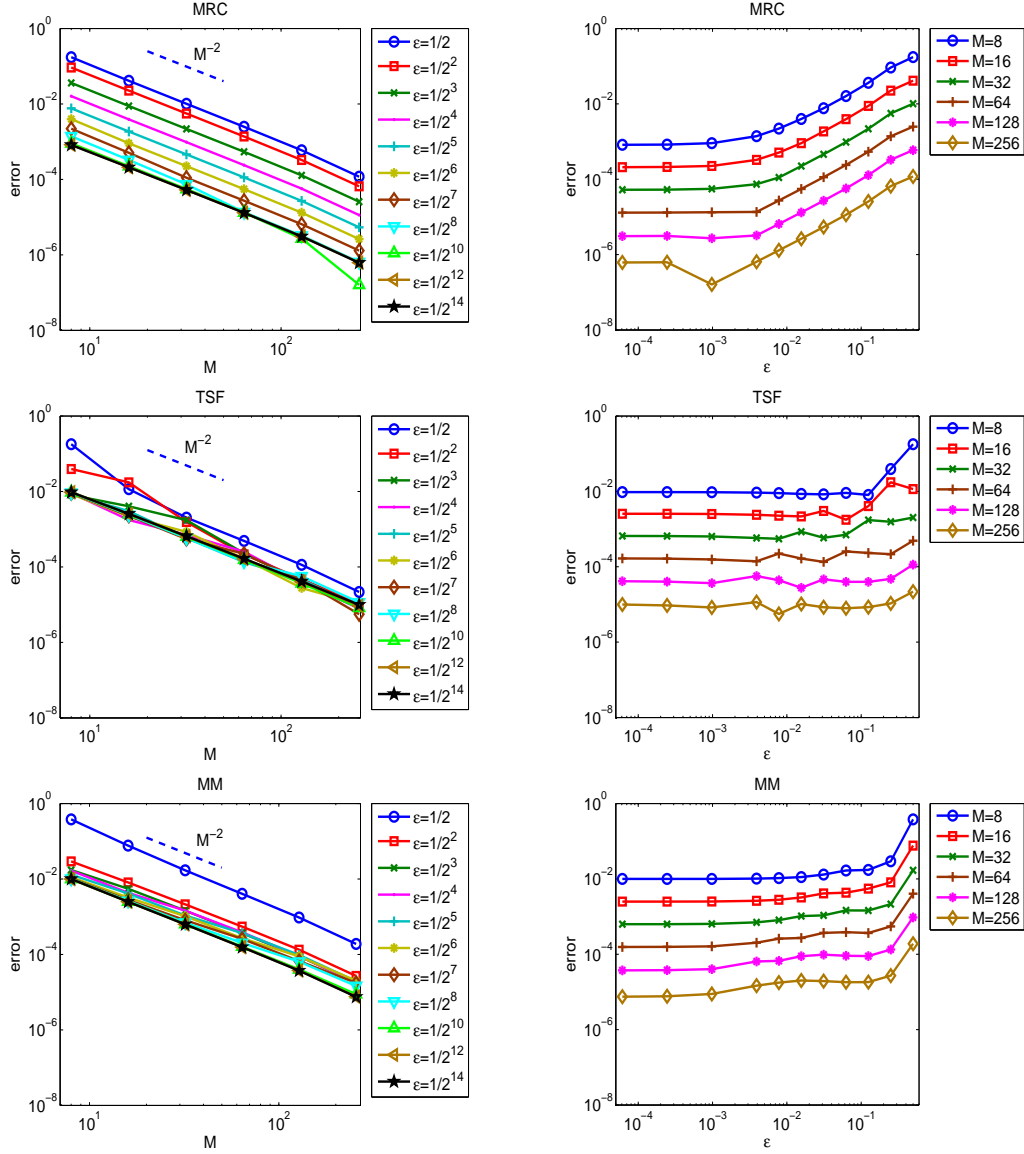 MRC
10^0
10^-2
10^-4
10^-6
10^-8
error
10^1
10^2
M
M^-2
ε=1/2
ε=1/2^2
ε=1/2^3
ε=1/2^4
ε=1/2^5
ε=1/2^6
ε=1/2^7
ε=1/2^8
ε=1/2^10
ε=1/2^12
ε=1/2^14
MRC
10^0
10^-2
10^-4
10^-6
10^-8
error
10^-4
10^-3
10^-2
10^-1
ε
M=8
M=16
M=32
M=64
M=128
M=256
TSF
10^0
10^-2
10^-4
10^-6
10^-8
error
10^1
10^2
M
M^-2
ε=1/2
ε=1/2^2
ε=1/2^3
ε=1/2^4
ε=1/2^5
ε=1/2^6
ε=1/2^7
ε=1/2^8
ε=1/2^10
ε=1/2^12
ε=1/2^14
TSF
10^0
10^-2
10^-4
10^-6
10^-8
error
10^-4
10^-3
10^-2
10^-1
ε
M=8
M=16
M=32
M=64
M=128
M=256
MM
10^0
10^-2
10^-4
10^-6
10^-8
error
10^1
10^2
M
M^-2
ε=1/2
ε=1/2^2
ε=1/2^3
ε=1/2^4
ε=1/2^5
ε=1/2^6
ε=1/2^7
ε=1/2^8
ε=1/2^10
ε=1/2^12
ε=1/2^14
MM
10^0
10^-2
10^-4
10^-6
10^-8
error
10^-4
10^-3
10^-2
10^-1
ε
M=8
M=16
M=32
M=64
M=128
M=256